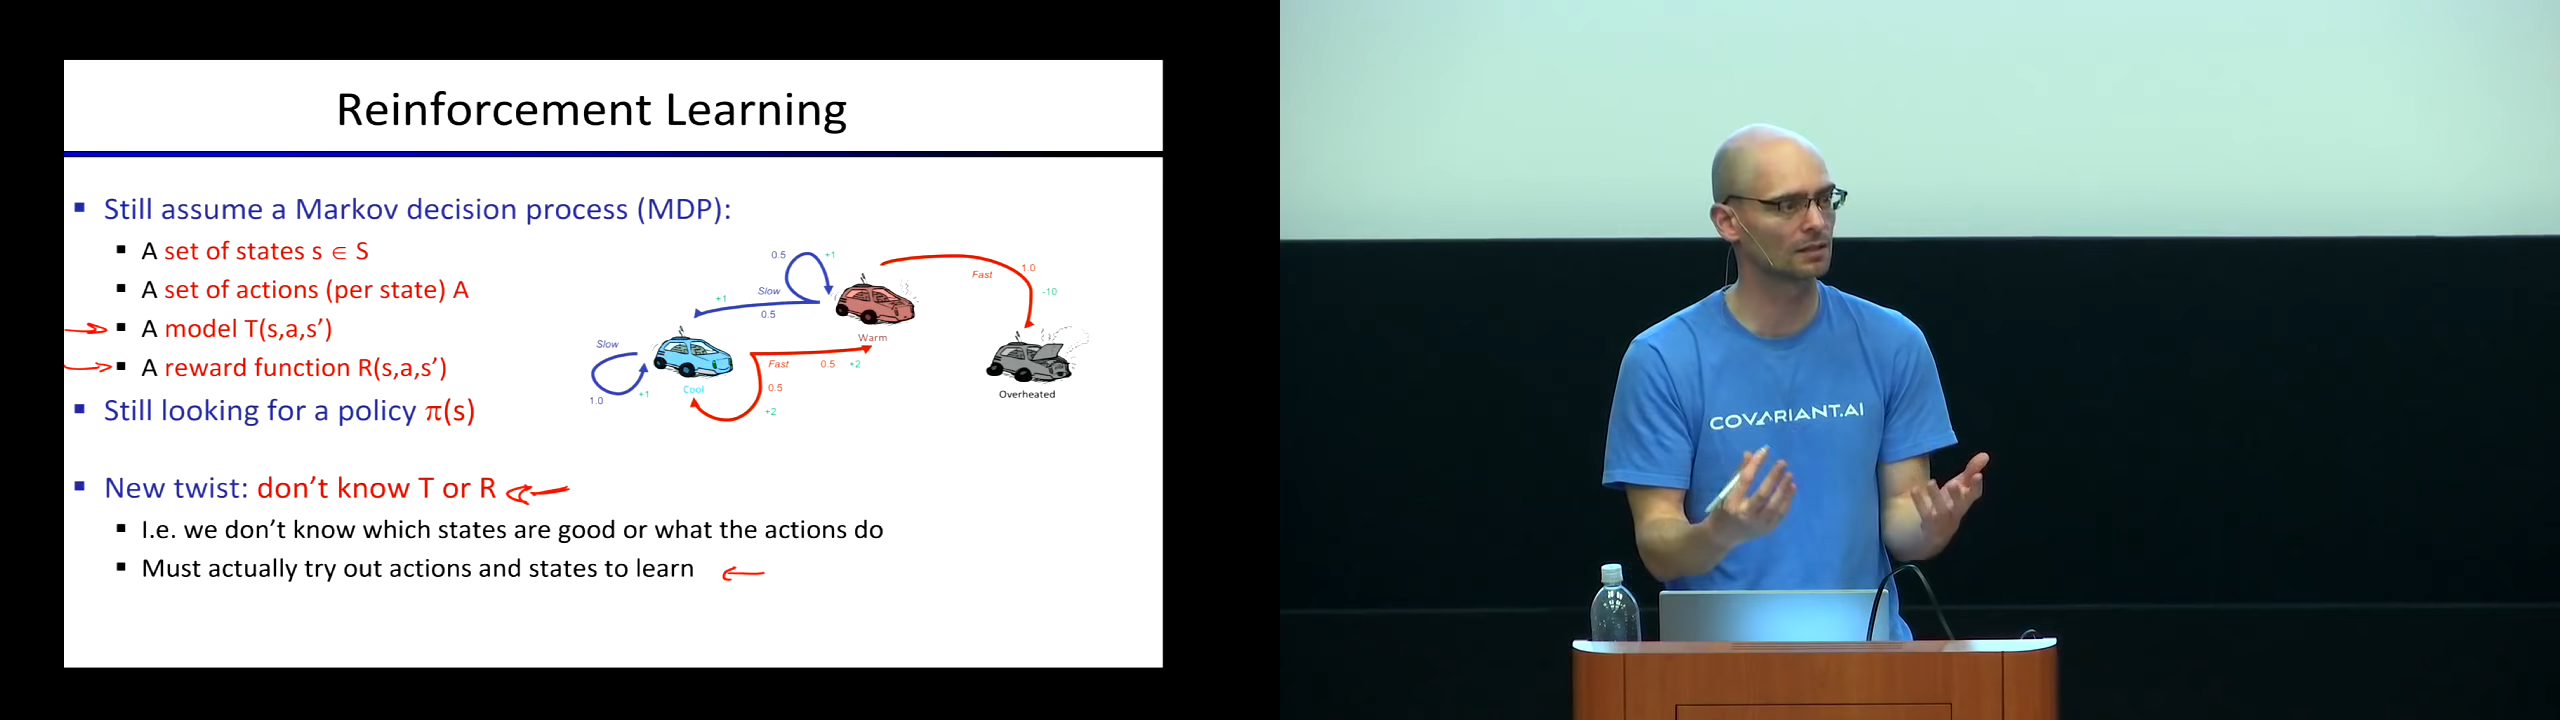 Reinforcement Learning
Still assume a Markov decision process (MDP):
A set of states s ∈ S
A set of actions (per state) A
A model T(s,a,s’)
A reward function R(s,a,s’)
Still looking for a policy π(s)
New twist: don’t know T or R
I.e. we don’t know which states are good or what the actions do
Must actually try out actions and states to learn
0.5
+1
Slow
+1
0.5
Warm
Fast
1.0
-10
Slow
1.0
+1
Cool
Fast
0.5
+2
0.5
+2
Overheated
COVARIANT.AI